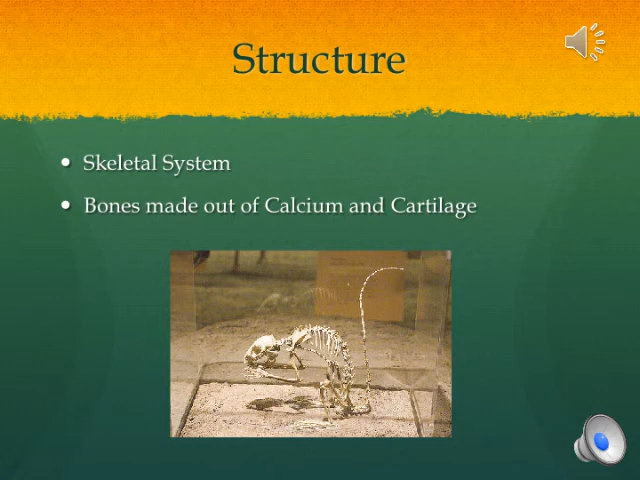 Structure
• Skeletal System
• Bones made out of Calcium and Cartilage